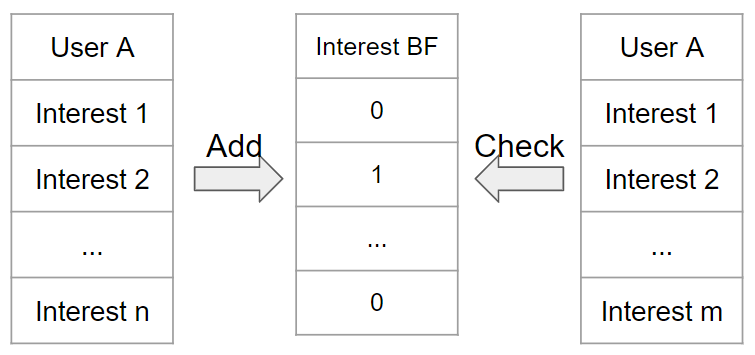 User A
Interest 1
Interest 2
...
Interest n
Add
Interest BF
0
1
...
0
Check
User A
Interest 1
Interest 2
...
Interest m